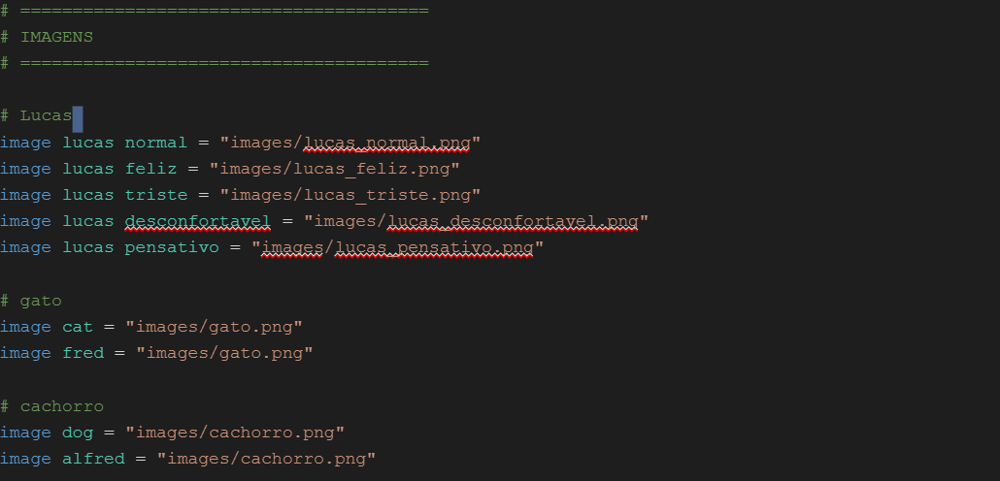 # =======================================
# IMAGENS
# =======================================
# Lucas
image lucas normal = "images/lucas_normal.png"
image lucas feliz = "images/lucas_feliz.png"
image lucas triste = "images/lucas_triste.png"
image lucas desconfortavel = "images/lucas_desconfortavel.png"
image lucas pensativo = "images/lucas_pensativo.png"
# gato
image cat = "images/gato.png"
image fred = "images/gato.png"
# cachorro
image dog = "images/cachorro.png"
image alfred = "images/cachorro.png"